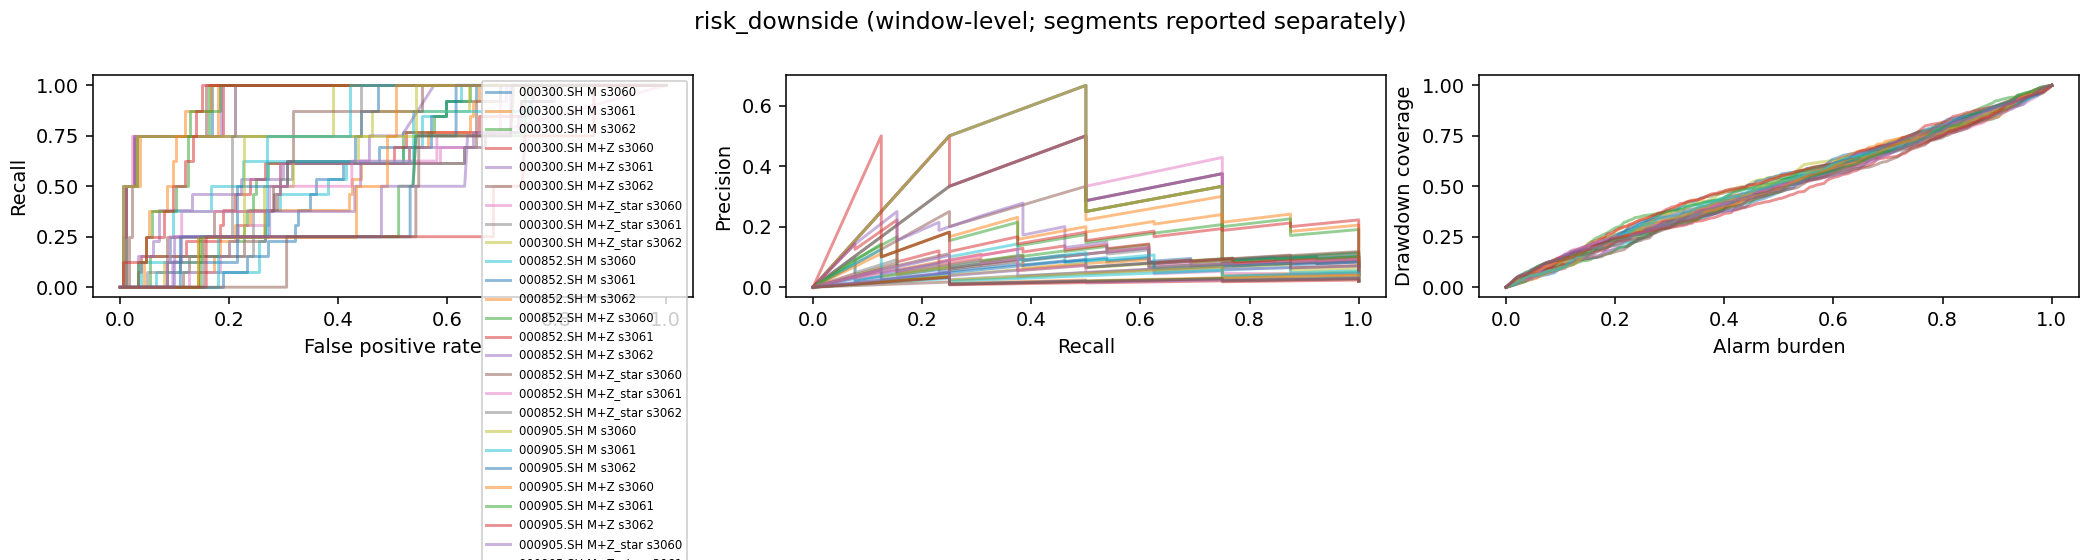 risk_downside (window-level; segments reported separately)
1.00
0.75
0.50
0.25
0.00
Recall
0.0
0.2
0.4
0.6
0.8
1.0
False positive rate
000300.SH M s3060
000300.SH M s3061
000300.SH M s3062
000300.SH M+Z s3060
000300.SH M+Z s3061
000300.SH M+Z s3062
000300.SH M+Z_star s3060
000300.SH M+Z_star s3061
000300.SH M+Z_star s3062
000852.SH M s3060
000852.SH M s3061
000852.SH M s3062
000852.SH M+Z s3060
000852.SH M+Z s3061
000852.SH M+Z s3062
000852.SH M+Z_star s3060
000852.SH M+Z_star s3061
000852.SH M+Z_star s3062
000905.SH M s3060
000905.SH M s3061
000905.SH M s3062
000905.SH M+Z s3060
000905.SH M+Z s3061
000905.SH M+Z s3062
000905.SH M+Z_star s3060
0.6
0.4
0.2
0.0
Precision
0.0
0.2
0.4
0.6
0.8
1.0
Recall
1.00
0.75
0.50
0.25
0.00
Drawdown coverage
0.0
0.2
0.4
0.6
0.8
1.0
Alarm burden